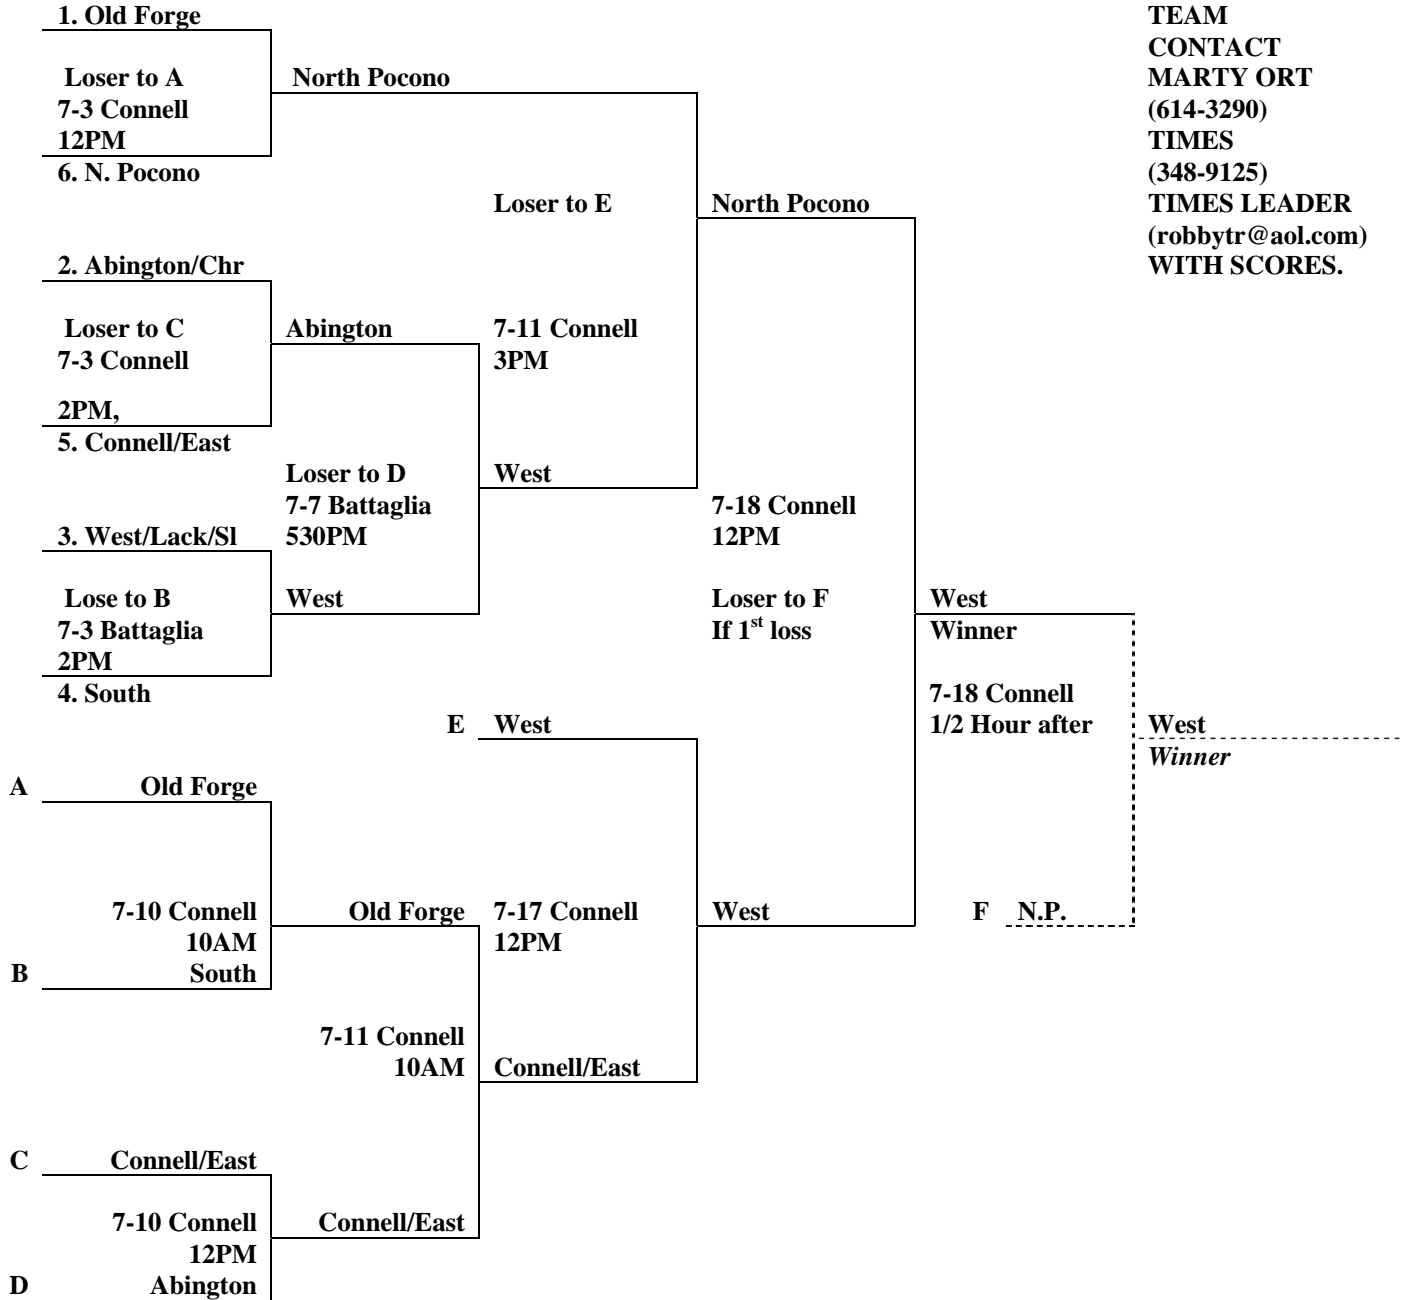 1. Old Forge
Loser to A
7-3 Connell
12PM
6. N. Pocono
North Pocono
2. Abington/Chr
Loser to C
7-3 Connell
2PM,
5. Connell/East
Abington
3. West/Lack/Sl
Lose to B
7-3 Battaglia
2PM
4. South
West
Loser to D
7-7 Battaglia
530PM
West
Loser to E
7-11 Connell
3PM
North Pocono
7-18 Connell
12PM
Loser to F
If 1st loss
West
Winner
7-18 Connell
1/2 Hour after
West
Winner
F N.P.
TEAM
CONTACT
MARTY ORT
(614-3290)
TIMES
(348-9125)
TIMES LEADER
(robbytr@aol.com)
WITH SCORES.
E West
A Old Forge
7-10 Connell
10AM
B South
Old Forge
7-11 Connell
10AM
7-17 Connell
12PM
West
Connell/East
C Connell/East
7-10 Connell
12PM
D Abington
Connell/East